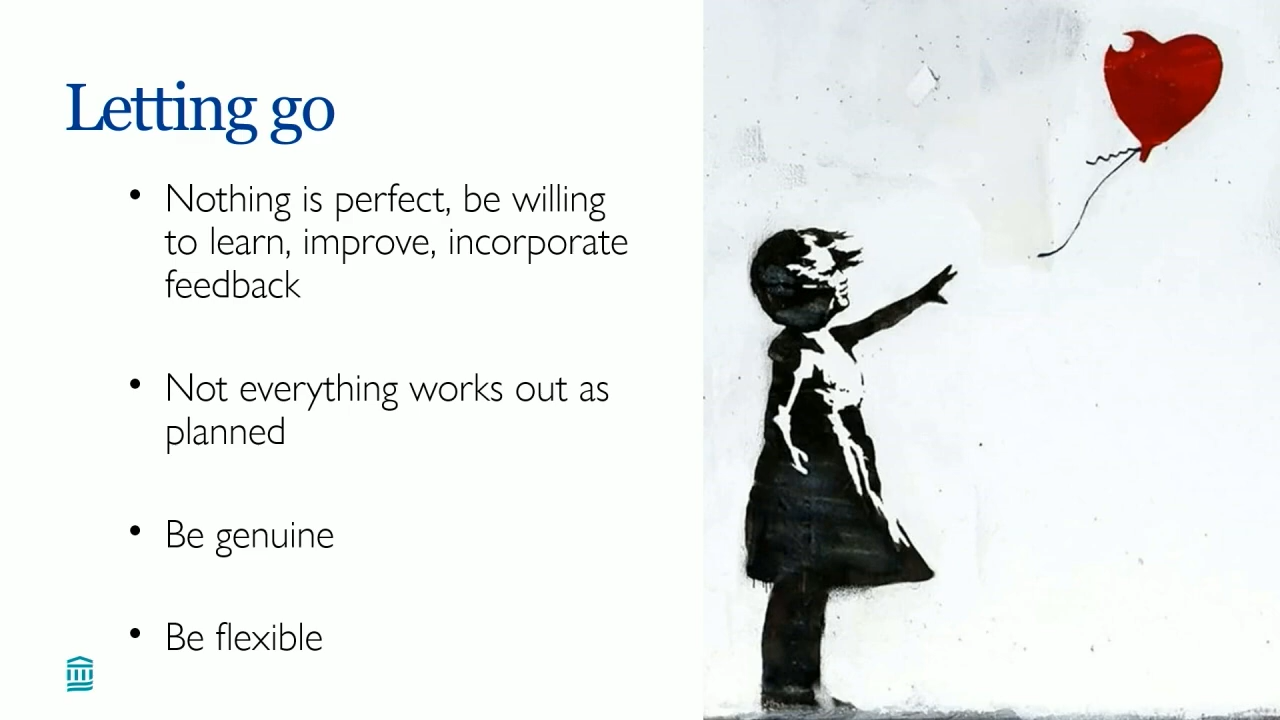 Letting go
• Nothing is perfect, be willing
to learn, improve, incorporate
feedback
• Not everything works out as
planned
• Be genuine
• Be flexible